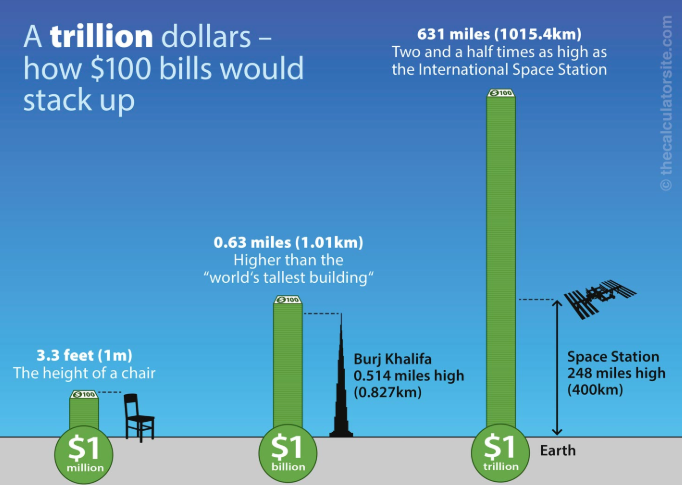 A trillion dollars –
how $100 bills would
stack up
631 miles (1015.4km)
Two and a half times as high as
the International Space Station
$100
© thecalculatorsite.com
0.63 miles (1.01km)
Higher than the
“world’s tallest building“
$100
3.3 feet (1m)
The height of a chair
$100
Burj Khalifa
0.514 miles high
(0.827km)
Space Station
248 miles high
(400km)
$1
million
$1
billion
$1
trillion
Earth